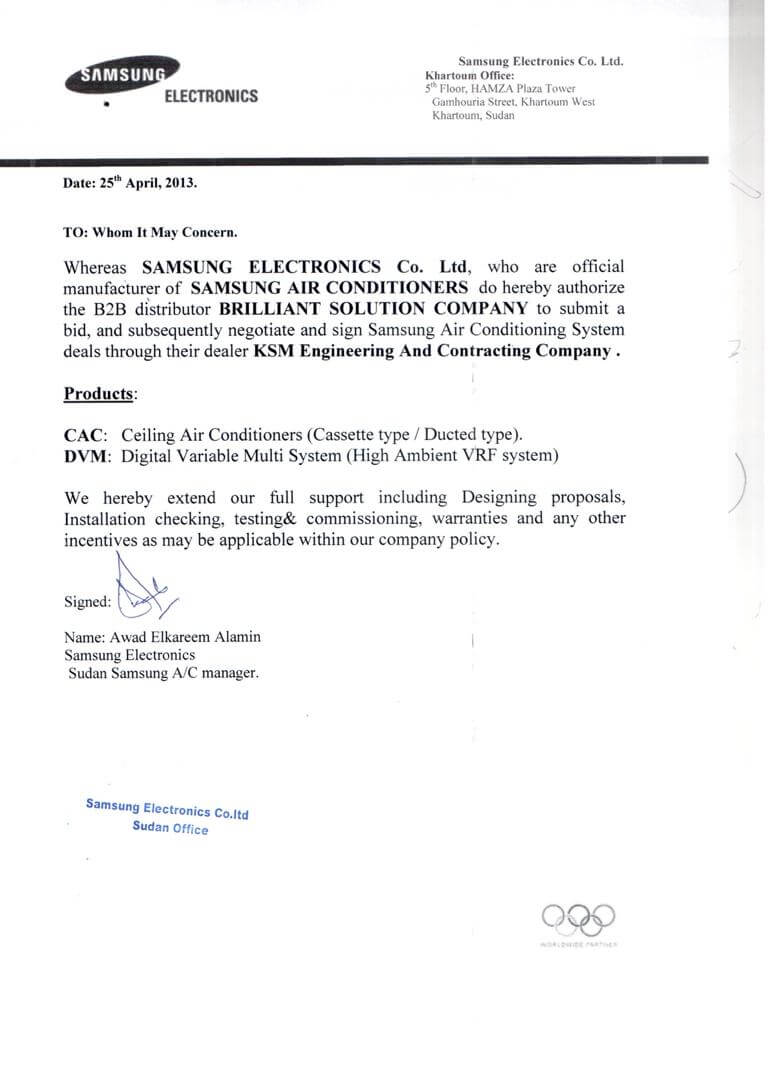 SAMSUNG
ELECTRONICS
Samsung Electronics Co. Ltd.
Khartoum Office:
5th Floor, HAMZA Plaza Tower
Gamhouria Street, Khartoum West
Khartoum, Sudan
Date: 25th April, 2013.
TO: Whom It May Concern.
Whereas SAMSUNG ELECTRONICS Co. Ltd, who are official
manufacturer of SAMSUNG AIR CONDITIONERS do hereby authorize
the B2B distributor BRILLIANT SOLUTION COMPANY to submit a
bid, and subsequently negotiate and sign Samsung Air Conditioning System
deals through their dealer KSM Engineering And Contracting Company .
Products:
CAC: Ceiling Air Conditioners (Cassette type / Ducted type).
DVM: Digital Variable Multi System (High Ambient VRF system)
We hereby extend our full support including Designing proposals,
Installation checking, testing& commissioning, warranties and any other
incentives as may be applicable within our company policy.
Signed:
Name: Awad Elkareem Alamin
Samsung Electronics
Sudan Samsung A/C manager.
Samsung Electronics Co.ltd
Sudan Office
WORLDWIDE PARTNER